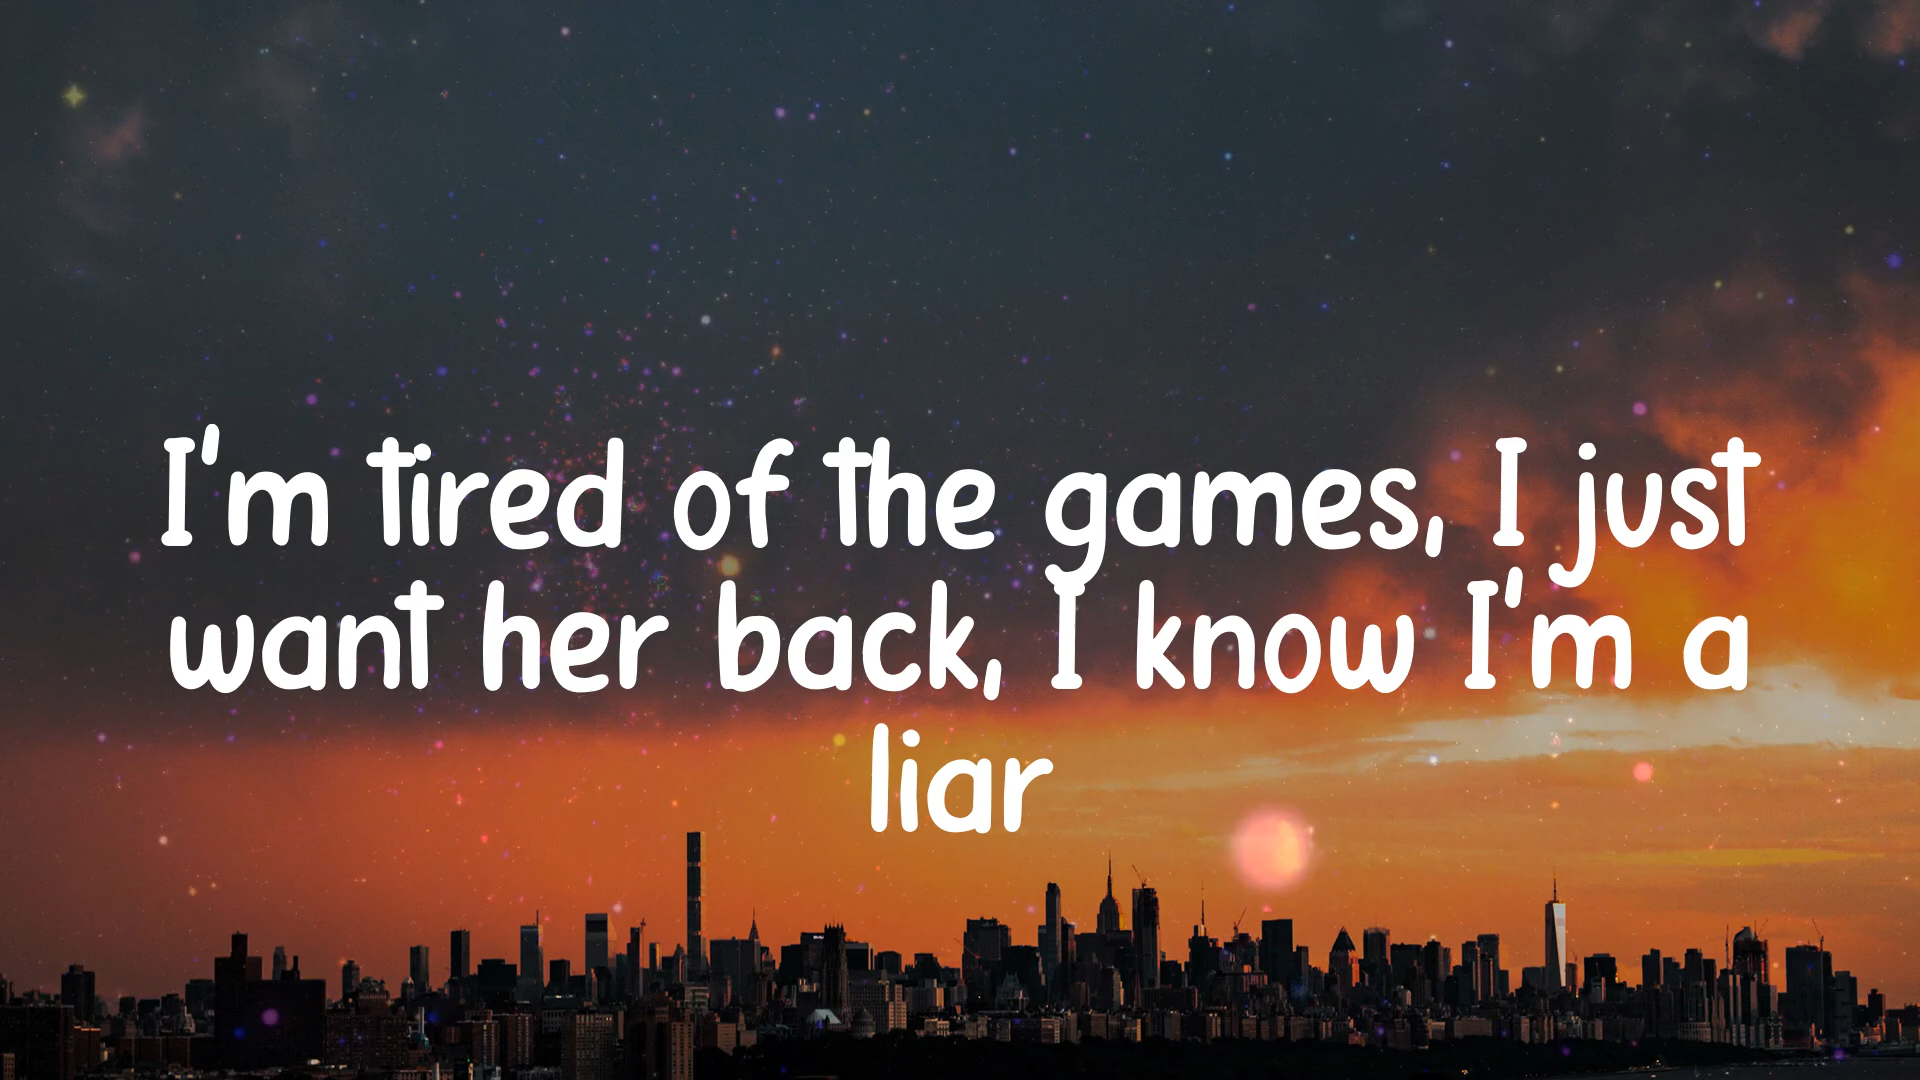 I'm tired of the games, I just
want her back, I know I'm a
liar